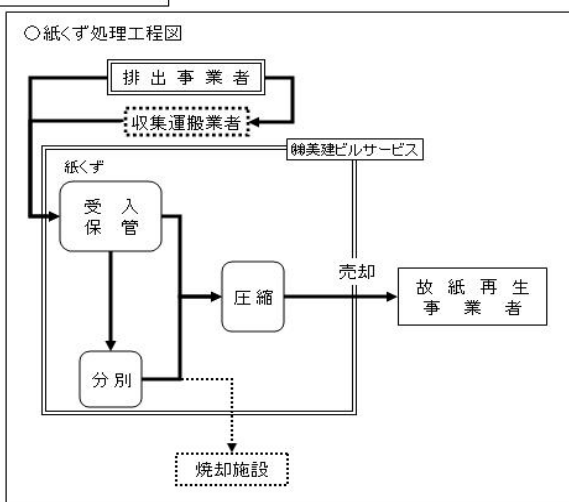 ○紙くず処理工程図
排出事業者
収集運搬業者
㈱美建ビルサービス
紙くず
受入
保管
売却
圧縮
故紙再生
事業者
分別
焼却施設